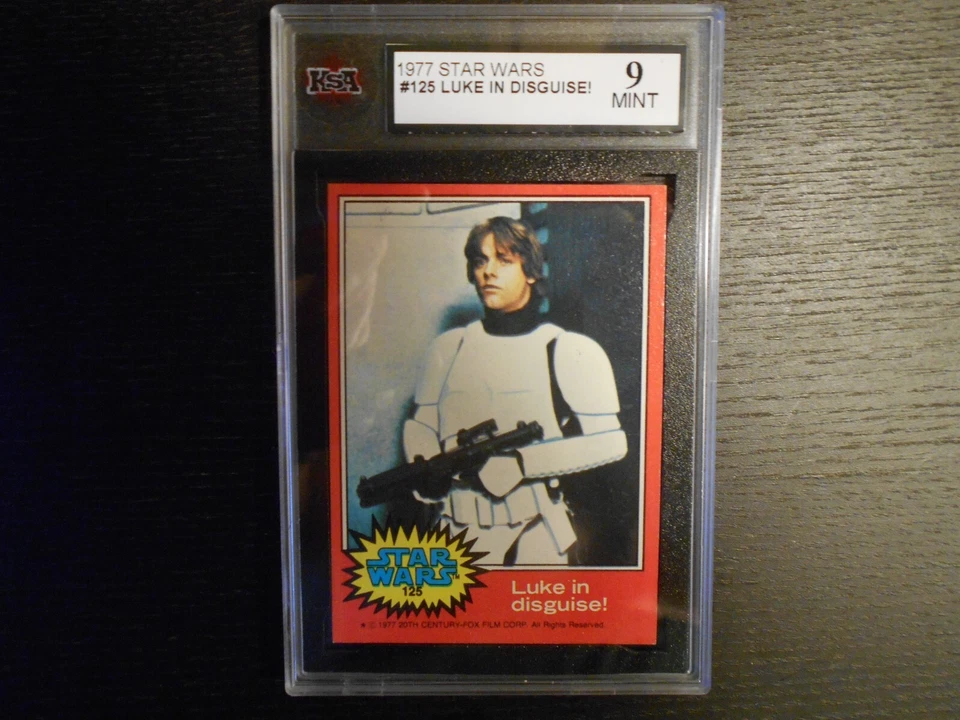 KSA
1977 STAR WARS
#125 LUKE IN DISGUISE!
9
MINT
STAR
WARS™
125
Luke in
disguise!
★ © 1977 20TH CENTURY-FOX FILM CORP. All Rights Reserved.